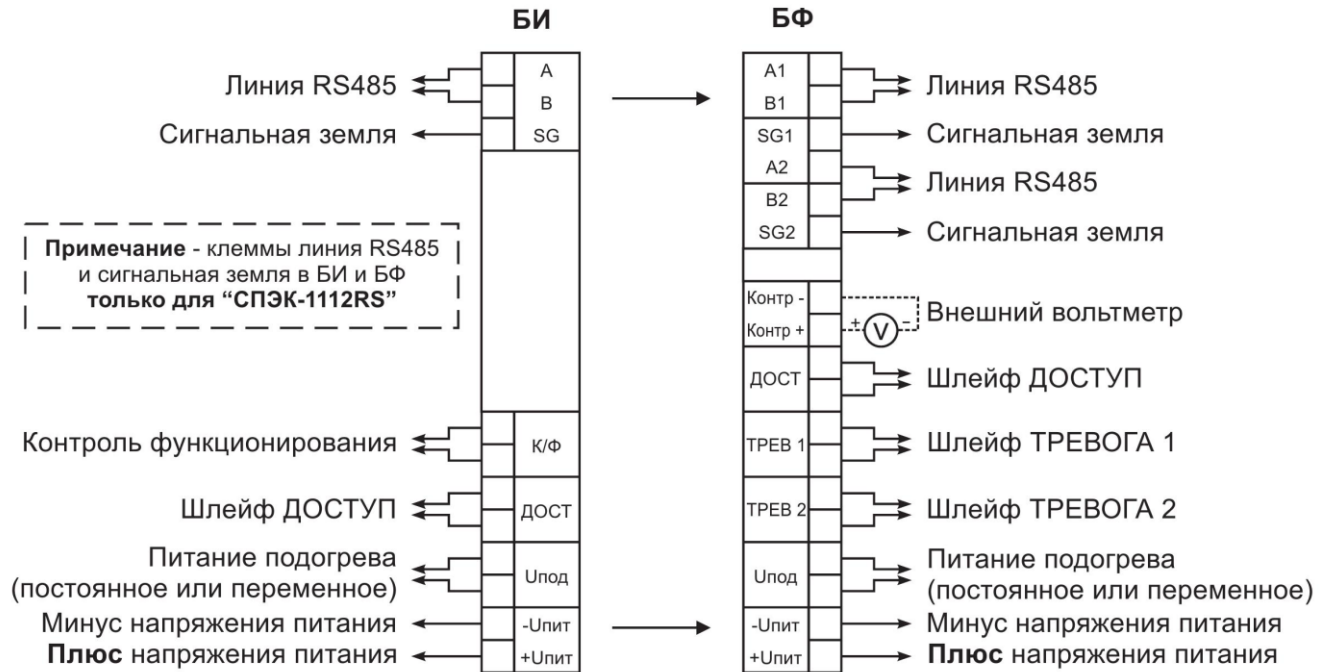 БИ
БФ
Линия RS485
A
B
Сигнальная земля
SG
A1
B1
Линия RS485
SG1
Сигнальная земля
A2
B2
Линия RS485
SG2
Сигнальная земля
Примечание - клеммы линия RS485
и сигнальная земля в БИ и БФ
только для “СПЭК-1112RS”
Контр -
Контр +
+ V -
Внешний вольтметр
ДОСТ
Шлейф ДОСТУП
Контроль функционирования
К/Ф
ТРЕВ 1
Шлейф ТРЕВОГА 1
Шлейф ДОСТУП
ДОСТ
ТРЕВ 2
Шлейф ТРЕВОГА 2
Питание подогрева
(постоянное или переменное)
Uпод
Uпод
Питание подогрева
(постоянное или переменное)
Минус напряжения питания
-Uпит
-Uпит
Минус напряжения питания
Плюс напряжения питания
+Uпит
+Uпит
Плюс напряжения питания